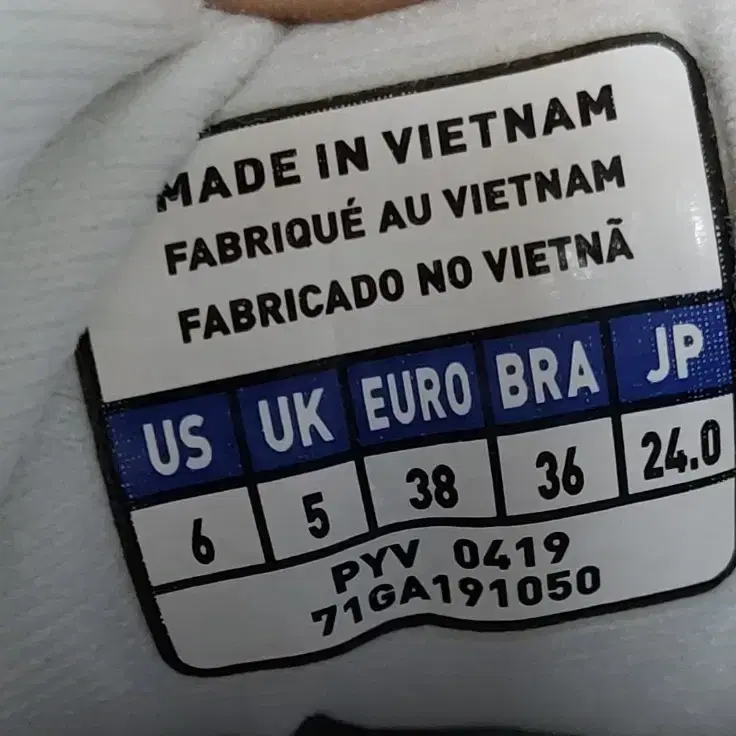 MADE IN VIETNAM
FABRIQUÉ AU VIETNAM
FABRICADO NO VIETNÃ
US UK EURO BRA JP
6 5 38 36 24.0
PYV 0419
71GA191050